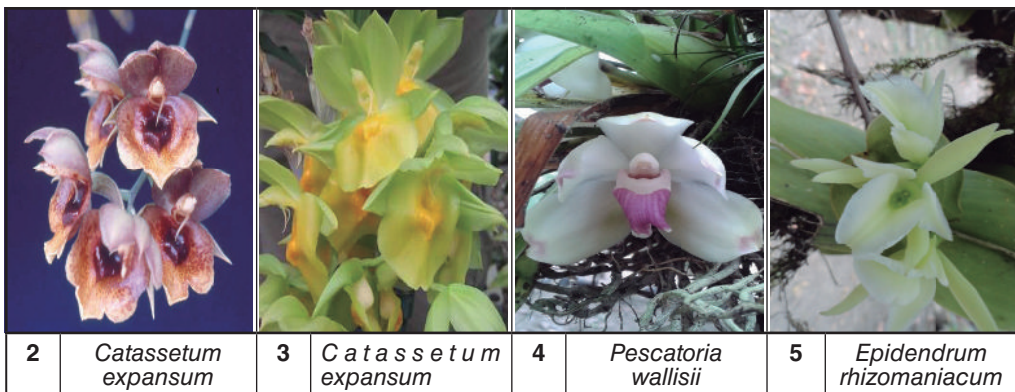 2 Catassetum expansum
3 Catassetum expansum
4 Pescatoria wallisii
5 Epidendrum rhizomaniacum